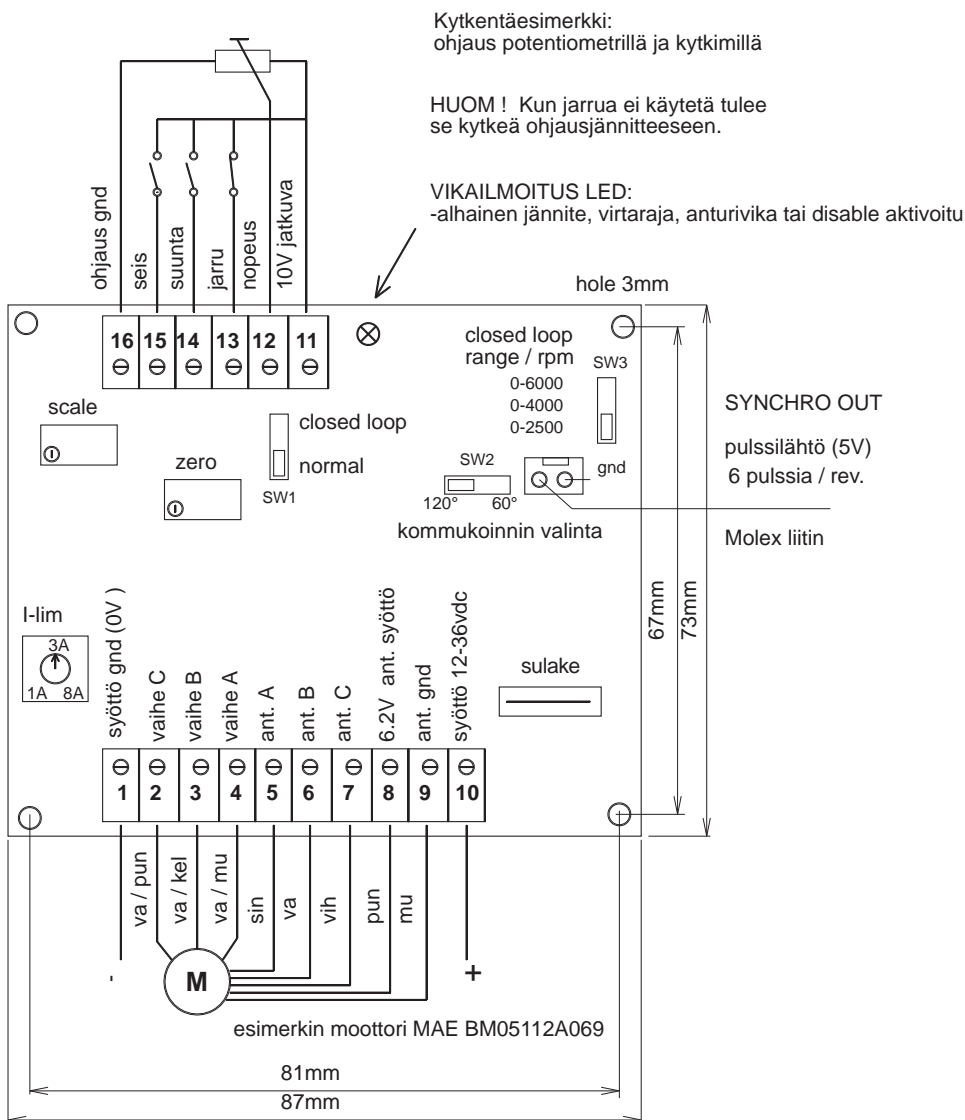 Kytkentäesimerkki:
ohjaus potentiometrillä ja kytkimillä
HUOM ! Kun jarrua ei käytetä tulee
se kytkeä ohjausjännitteeseen.
VIKAILMOITUS LED:
-alhainen jännite, virtaraja, anturivika tai disable aktivoitu
ohjaus gnd
seis
suunta
jarru
nopeus
10V jatkuva
hole 3mm
16 15 14 13 12 11
closed loop
range / rpm
SW3
0-6000
0-4000
0-2500
scale
closed loop
normal
SW1
zero
SW2
gnd
120° 60°
kommukoinnin valinta
SYNCHRO OUT
pulssilähtö (5V)
6 pulssia / rev.
Molex liitin
67mm
73mm
I-lim
3A
1A 8A
syöttö gnd (0V )
vaihe C
vaihe B
vaihe A
ant. A
ant. B
ant. C
6.2V ant. syöttö
ant. gnd
syöttö 12-36vdc
sulake
1 2 3 4 5 6 7 8 9 10
va / pun
va / kel
va / mu
sin
va
vih
pun
mu
- +
M
esimerkin moottori MAE BM05112A069
81mm
87mm